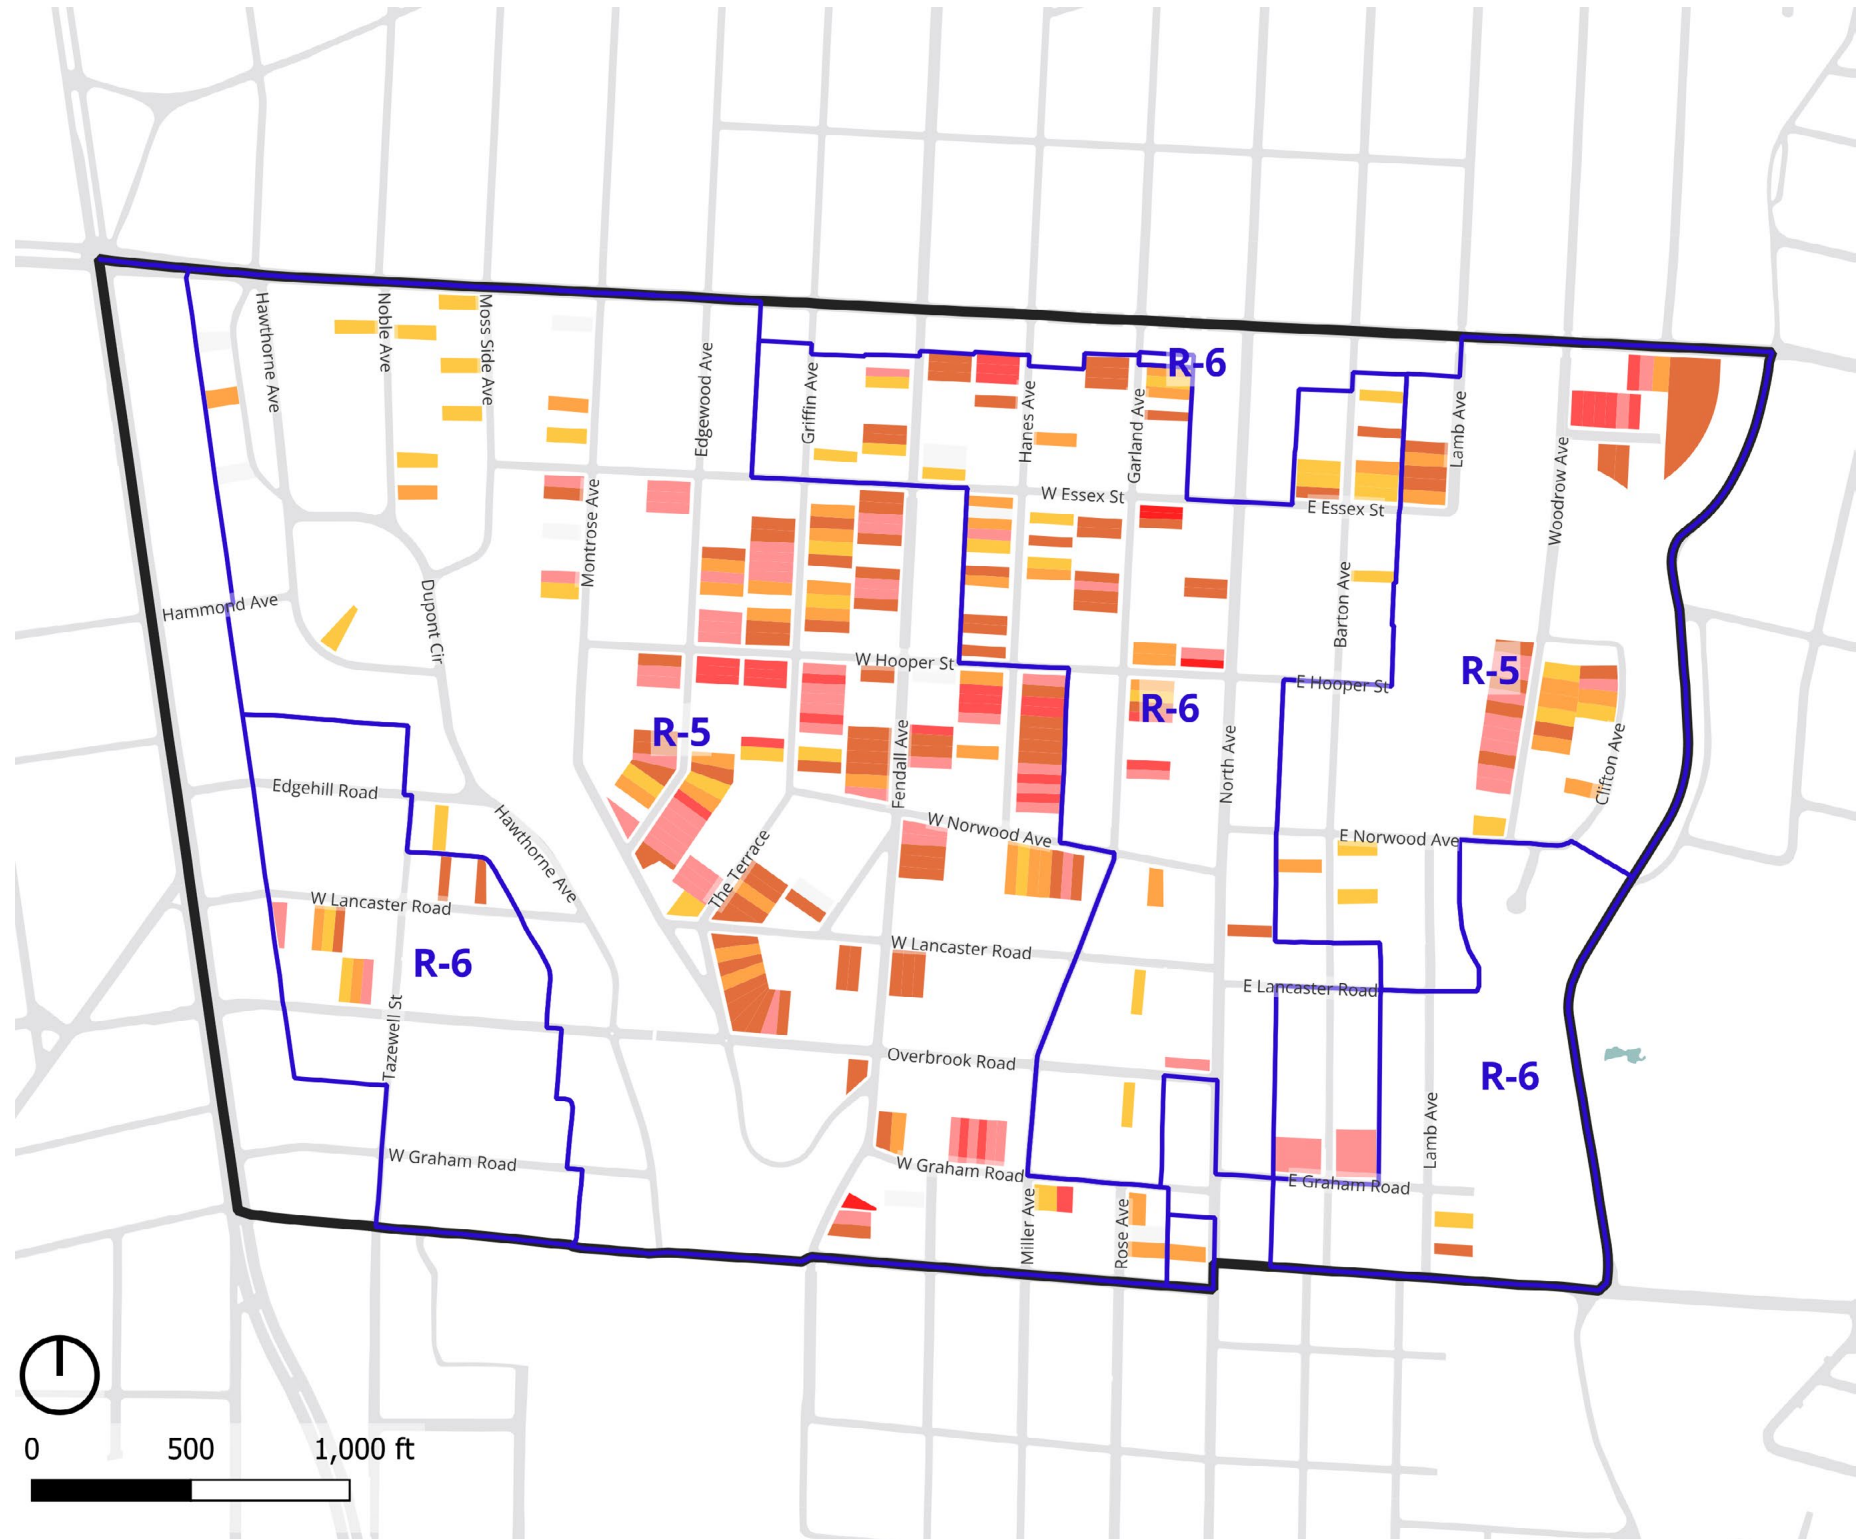 Hawthorne Ave
Noble Ave
Moss Side Ave
Edgewood Ave
Griffin Ave
Hanes Ave
Garland Ave
R-6
Lamb Ave
Woodrow Ave
Montrose Ave
W Essex St
E Essex St
Hammond Ave
Dupont Cir
Barton Ave
W Hooper St
E Hooper St
R-5
R-5
R-6
Fendall Ave
North Ave
Clifton Ave
Edgehill Road
Hawthorne Ave
The Terrace
W Norwood Ave
E Norwood Ave
W Lancaster Road
W Lancaster Road
E Lancaster Road
R-6
Tazewell St
Overbrook Road
R-6
Lamb Ave
W Graham Road
W Graham Road
E Graham Road
Miller Ave
Rose Ave
0 500 1,000 ft